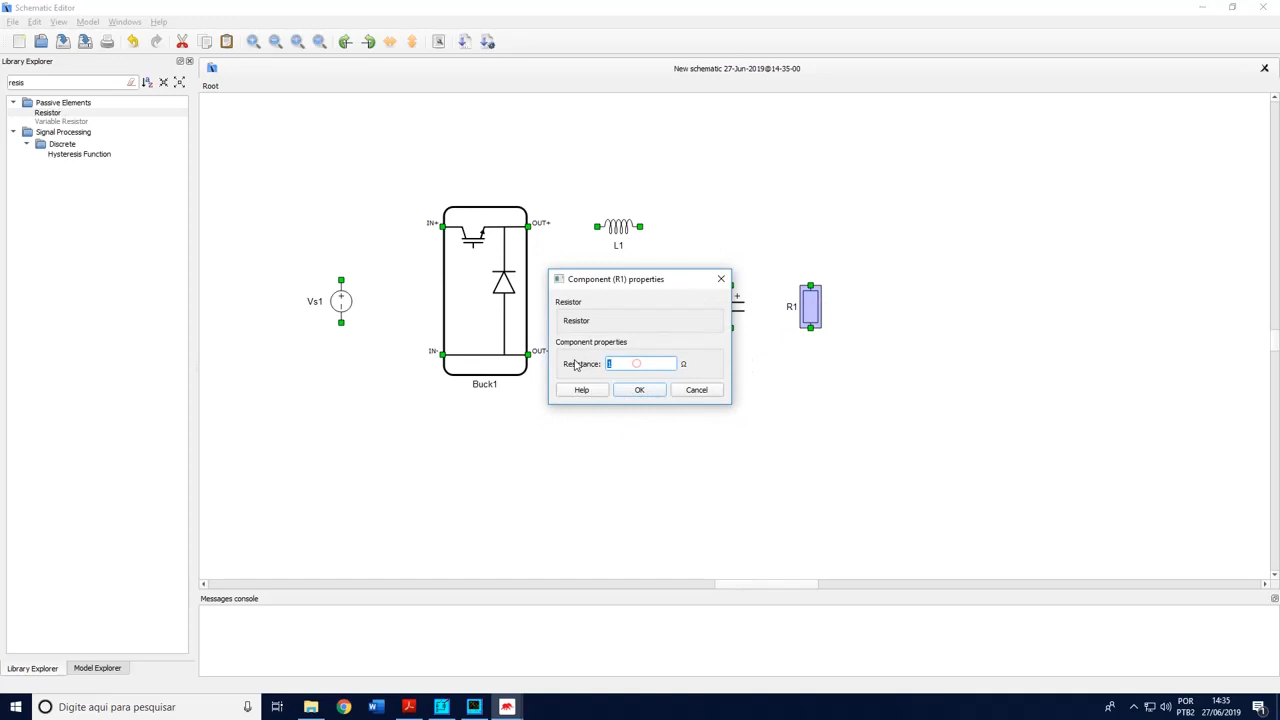 Schematic Editor
File Edit View Model Windows Help
Library Explorer
New schematic 27-Jun-2019@14-35-00
resis
Root
Passive Elements
Resistor
Variable Resistor
Signal Processing
Discrete
Hysteresis Function
IN+
OUT+
L1
Vs1
IN-
OUT-
Buck1
+
R1
Component (R1) properties
Resistor
Resistor
Component properties
Resistance: 1 Ω
Help OK Cancel
Messages console
Library Explorer Model Explorer
Digite aqui para pesquisar
POR
PTB2
14:35
27/06/2019